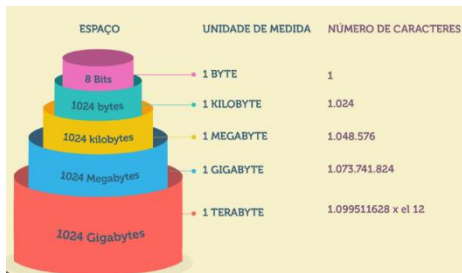 ESPAÇO UNIDADE DE MEDIDA NÚMERO DE CARACTERES
8 Bits 1 BYTE 1
1024 bytes 1 KILOBYTE 1.024
1024 kilobytes 1 MEGABYTE 1.048.576
1024 Megabytes 1 GIGABYTE 1.073.741.824
1024 Gigabytes 1 TERABYTE 1.099511628 x el 12